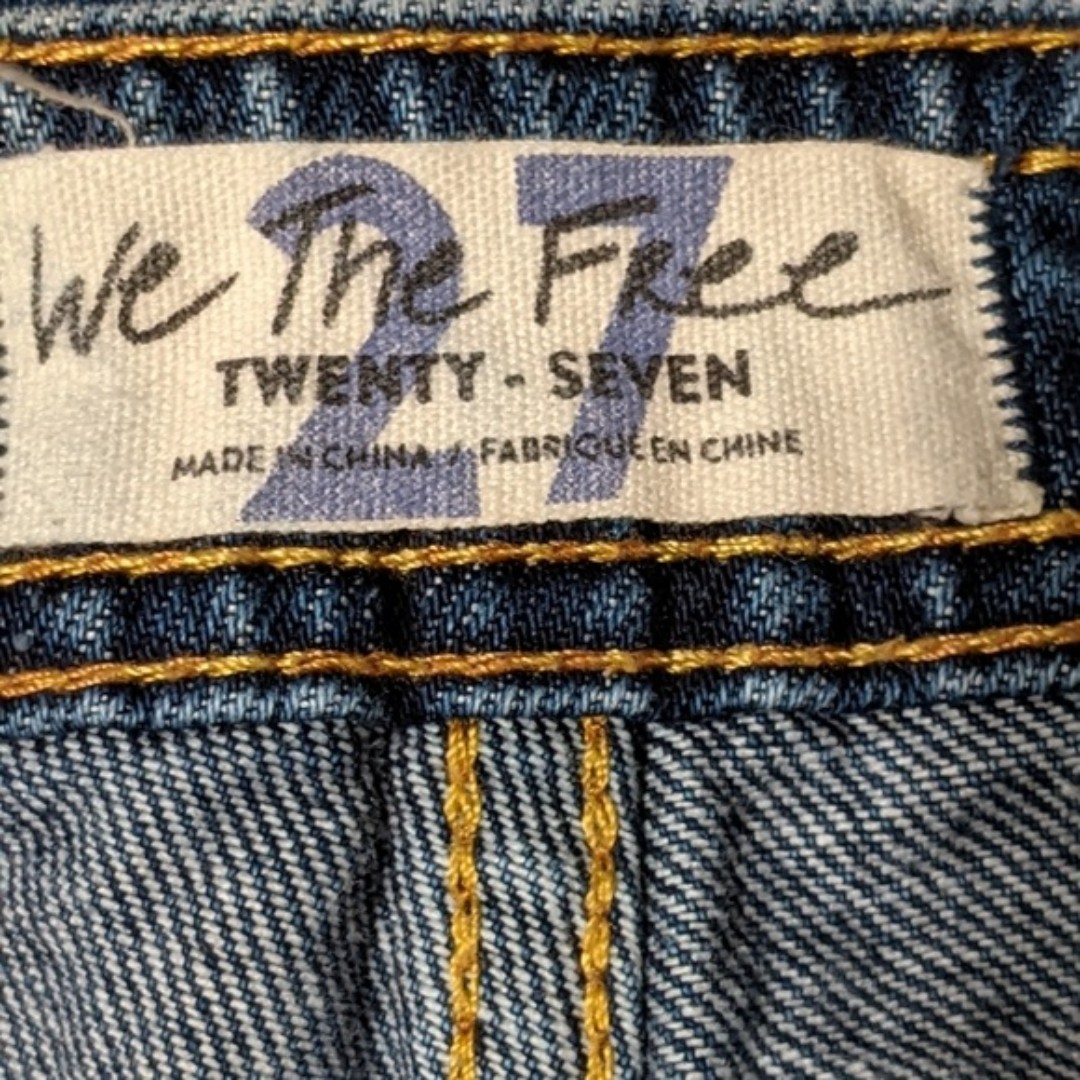 27
We The Free
TWENTY - SEVEN
MADE IN CHINA / FABRIQUE EN CHINE